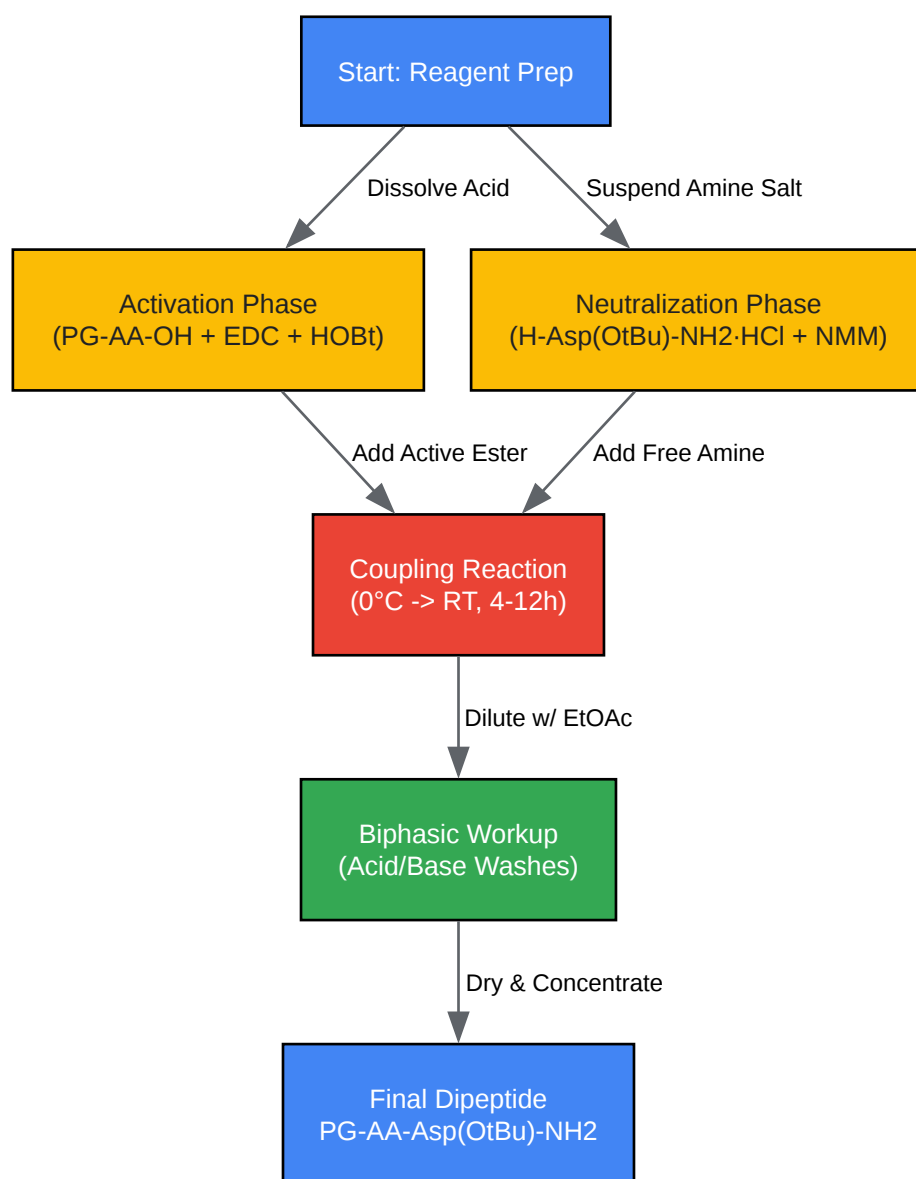 Start: Reagent Prep
Dissolve Acid
Suspend Amine Salt
Activation Phase
(PG-AA-OH + EDC + HOBt)
Neutralization Phase
(H-Asp(OtBu)-NH2·HCl + NMM)
Add Active Ester
Add Free Amine
Coupling Reaction
(0°C -> RT, 4-12h)
Dilute w/ EtOAc
Biphasic Workup
(Acid/Base Washes)
Dry & Concentrate
Final Dipeptide
PG-AA-Asp(OtBu)-NH2